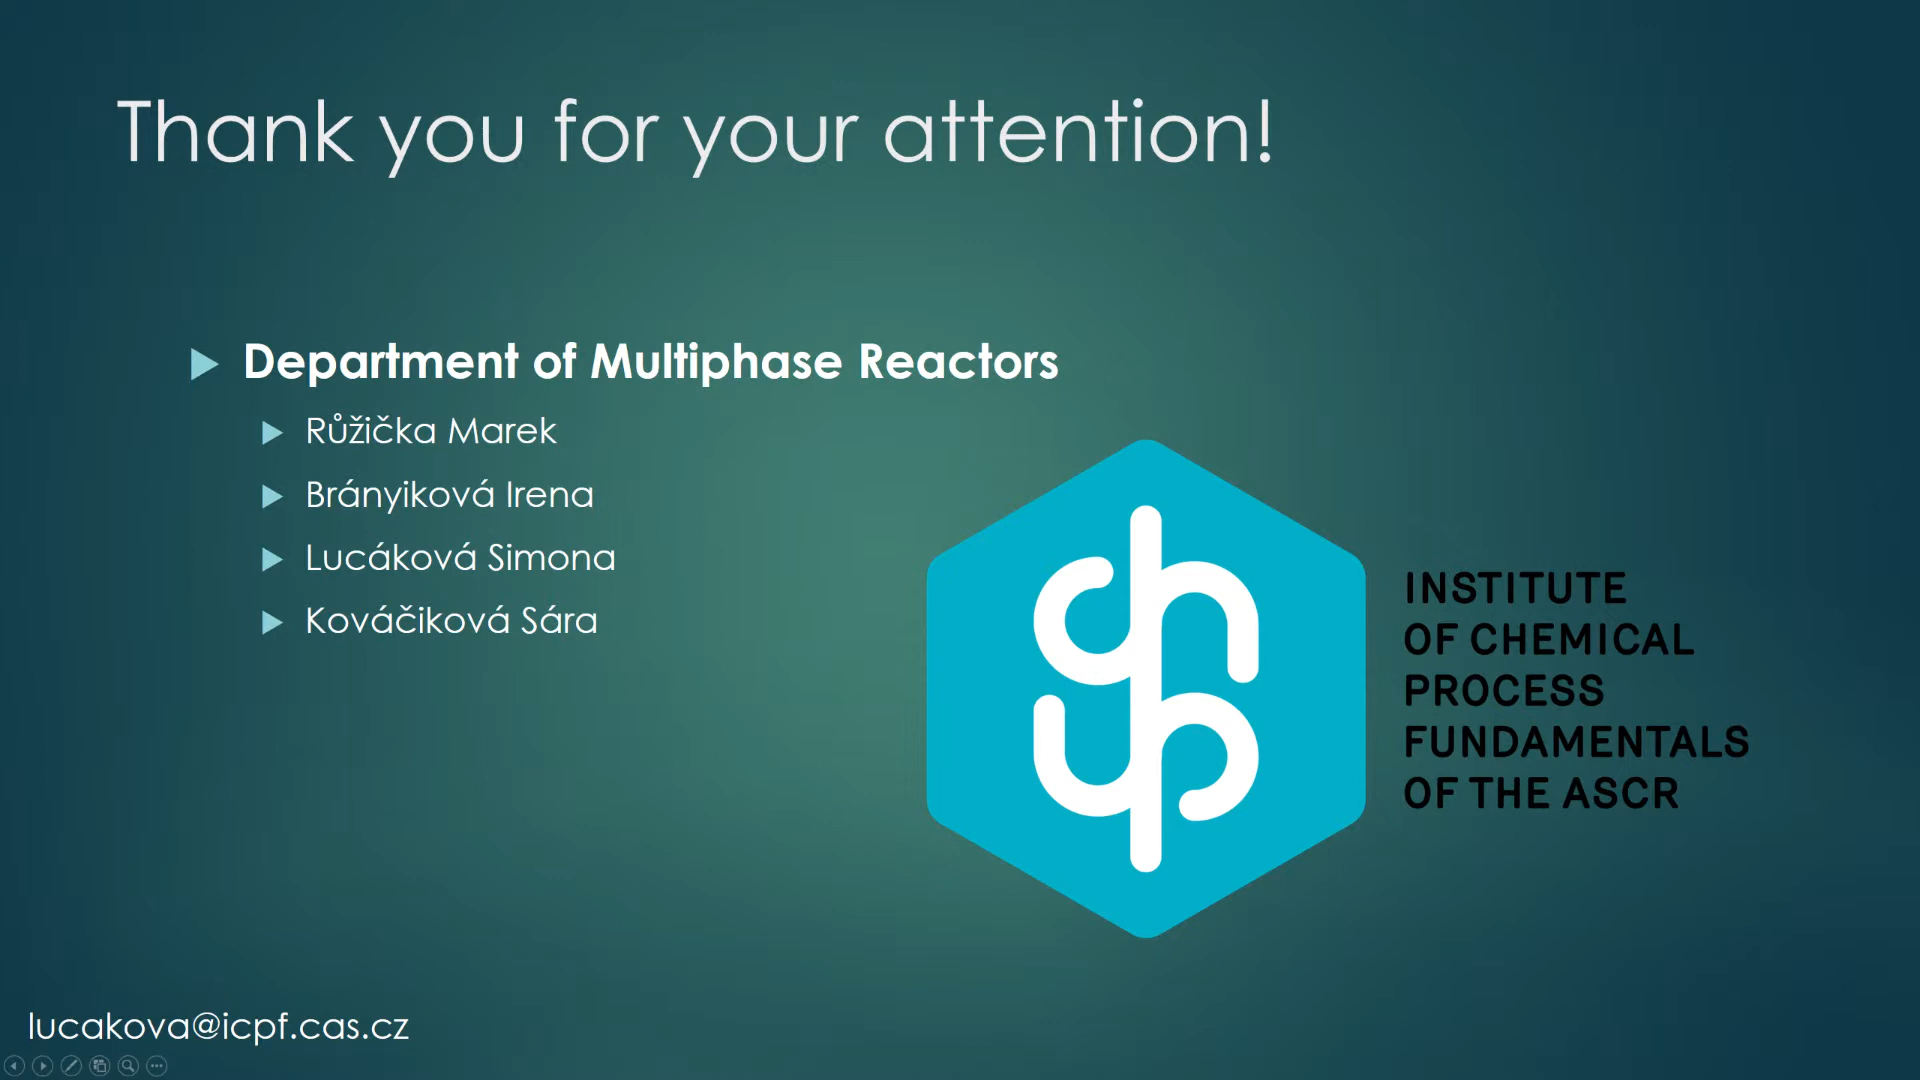 Thank you for your attention!
Department of Multiphase Reactors
Růžička Marek
Brányiková Irena
Lucáková Simona
Kováčiková Sára
INSTITUTE
OF CHEMICAL
PROCESS
FUNDAMENTALS
OF THE ASCR
lucakova@icpf.cas.cz